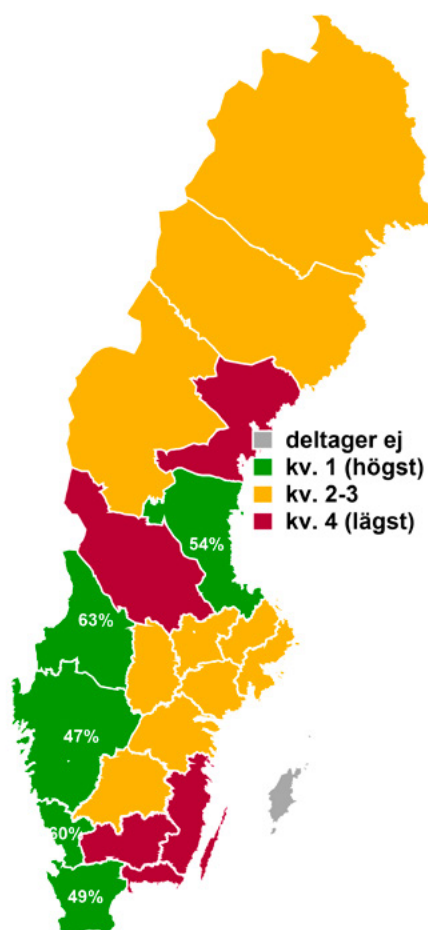 deltager ej
kv. 1 (högst)
kv. 2-3
kv. 4 (lägst)
54%
63%
47%
60%
49%